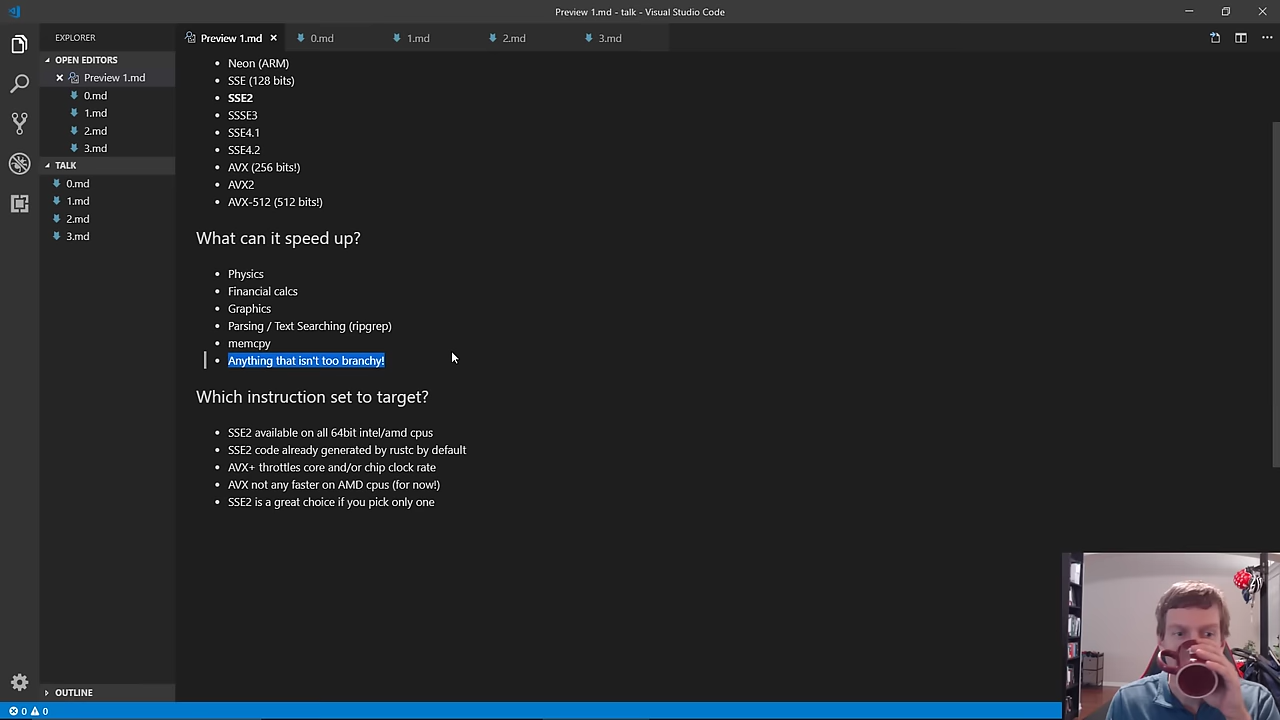 Preview 1.md - talk - Visual Studio Code
EXPLORER
Preview 1.md
0.md
1.md
2.md
3.md
OPEN EDITORS
Preview 1.md
0.md
1.md
2.md
3.md
TALK
0.md
1.md
2.md
3.md
OUTLINE
Neon (ARM)
SSE (128 bits)
SSE2
SSSE3
SSE4.1
SSE4.2
AVX (256 bits!)
AVX2
AVX-512 (512 bits!)
What can it speed up?
Physics
Financial calcs
Graphics
Parsing / Text Searching (ripgrep)
memcpy
Anything that isn't too branchy!
Which instruction set to target?
SSE2 available on all 64bit intel/amd cpus
SSE2 code already generated by rustc by default
AVX+ throttles core and/or chip clock rate
AVX not any faster on AMD cpus (for now!)
SSE2 is a great choice if you pick only one
0 0